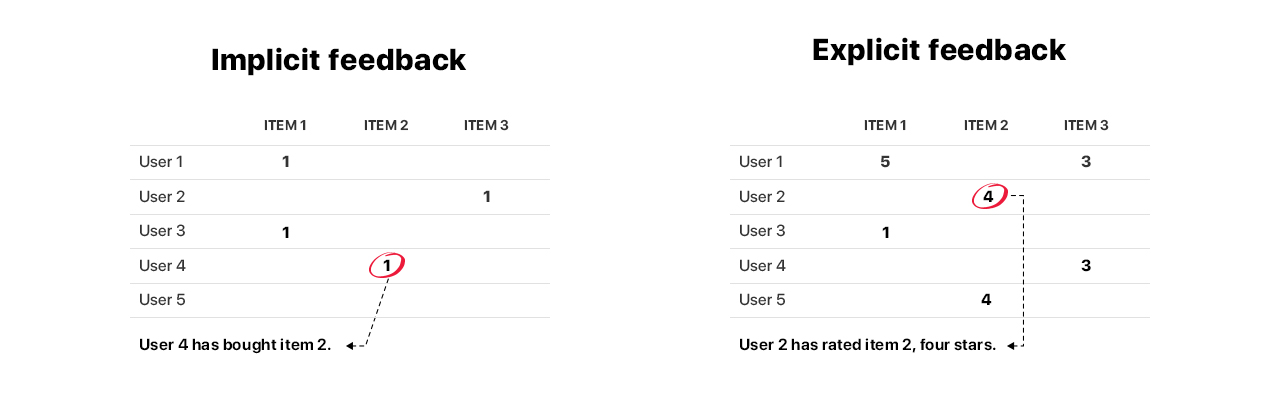 Implicit feedback
ITEM 1 ITEM 2 ITEM 3
User 1 1
User 2 1
User 3 1
User 4 1
User 5
User 4 has bought item 2.
Explicit feedback
ITEM 1 ITEM 2 ITEM 3
User 1 5 3
User 2 4
User 3 1
User 4 3
User 5 4
User 2 has rated item 2, four stars.